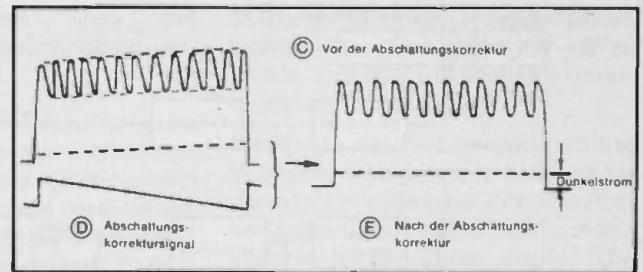 Ⓒ Vor der Abschattungskorrektur
Dunkelstrom
Ⓓ Abschattungs-
korrektursignal
Ⓔ Nach der Abschattungs-
korrektur